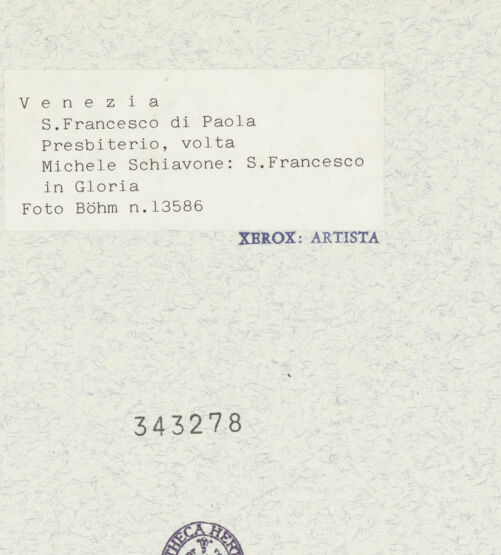 V e n e z i a
S.Francesco di Paola
Presbiterio, volta
Michele Schiavone: S.Francesco
in Gloria
Foto Böhm n.13586
XEROX: ARTISTA
343278